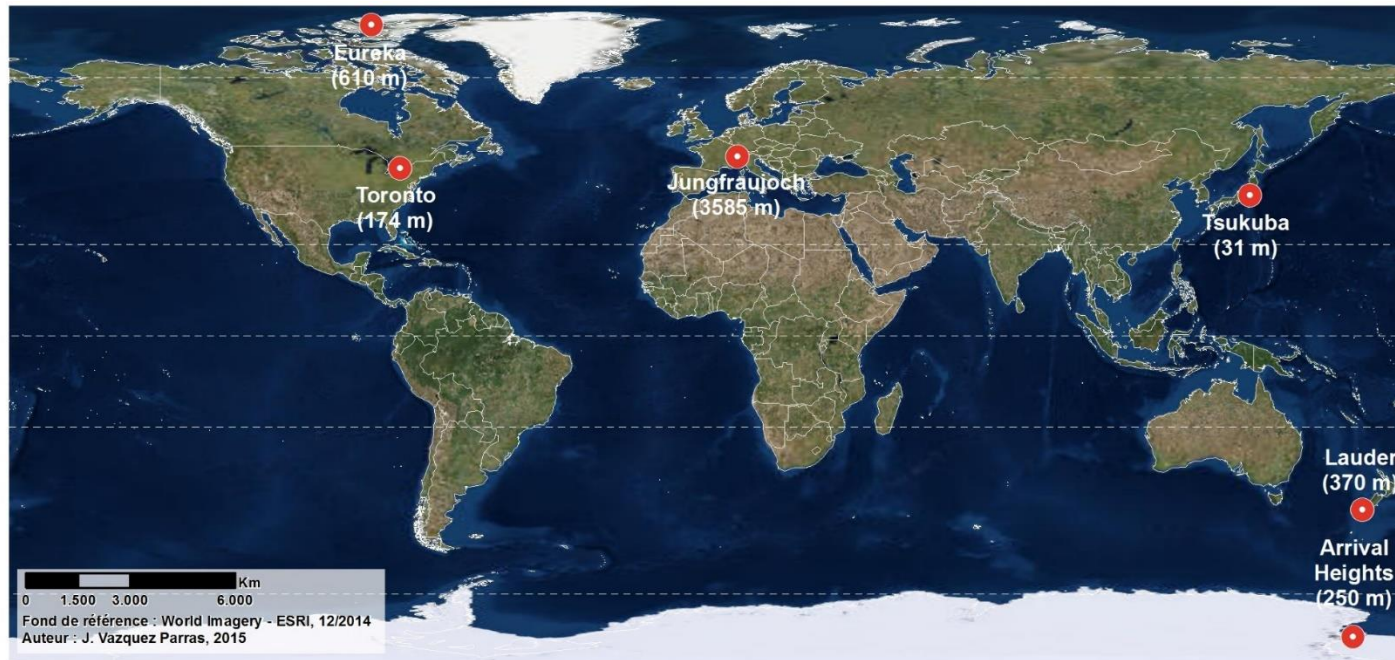 Eureka
(610 m)
Toronto
(174 m)
Jungfraujoch
(3585 m)
Tsukuba
(31 m)
Lauder
(370 m)
Arrival
Heights
(250 m)
Km
0 1.500 3.000 6.000
Fond de référence : World Imagery - ESRI, 12/2014
Auteur : J. Vazquez Parras, 2015